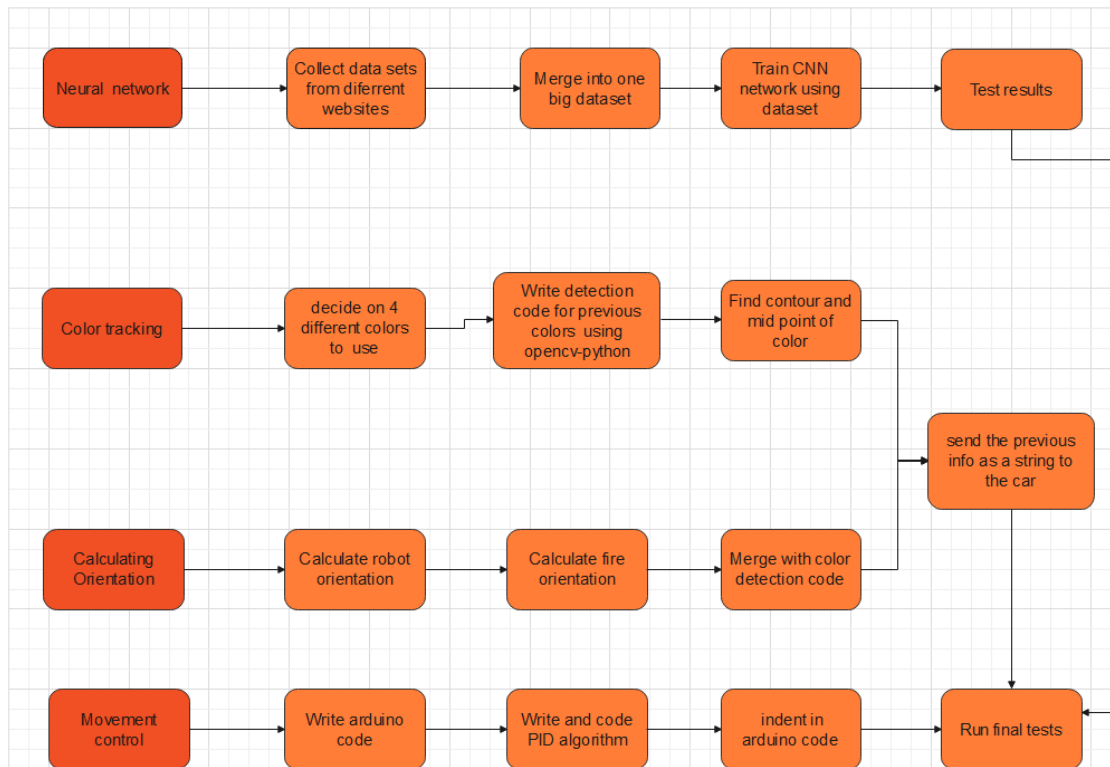 Neural network
Collect data sets
from diferrent
websites
Merge into one
big dataset
Train CNN
network using
dataset
Test results
Color tracking
decide on 4
different colors
to use
Write detection
code for previous
colors using
opencv-python
Find contour and
mid point of
color
send the previous
info as a string to
the car
Calculating
Orientation
Calculate robot
orientation
Calculate fire
orientation
Merge with color
detection code
Movement
control
Write arduino
code
Write and code
PID algorithm
indent in
arduino code
Run final tests